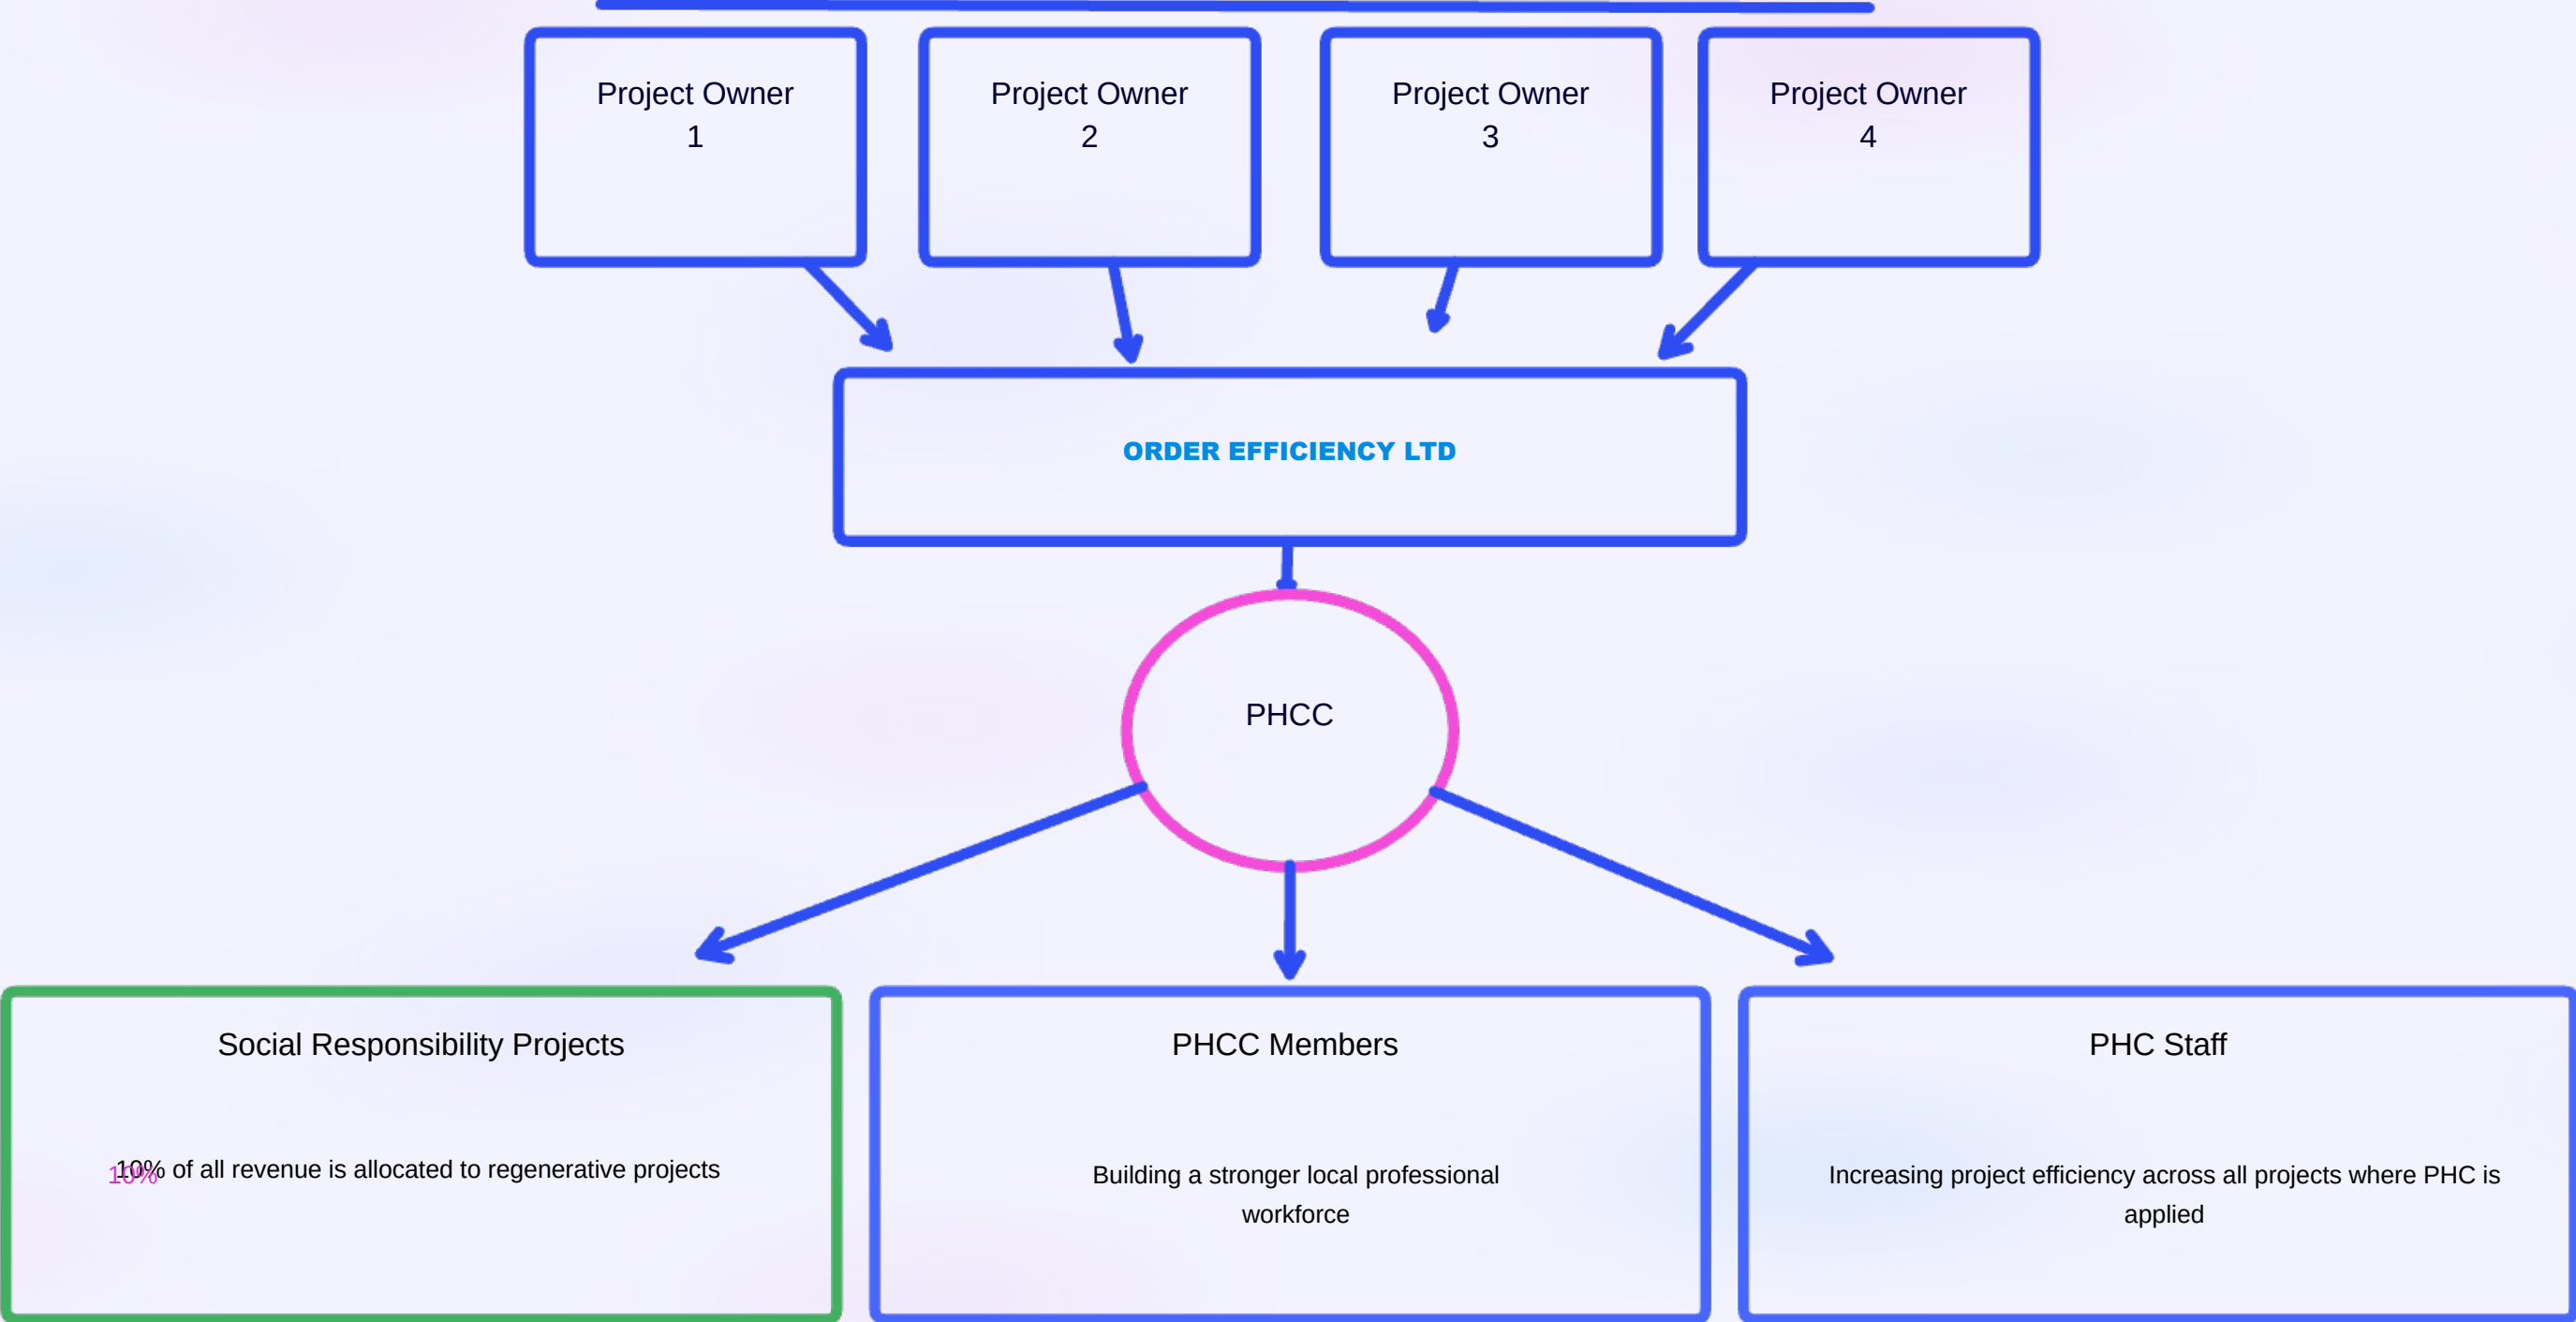 Project Owner
1
Project Owner
2
Project Owner
3
Project Owner
4
ORDER EFFICIENCY LTD
PHCC
Social Responsibility Projects
10% of all revenue is allocated to regenerative projects
10%
PHCC Members
Building a stronger local professional
workforce
PHC Staff
Increasing project efficiency across all projects where PHC is
applied